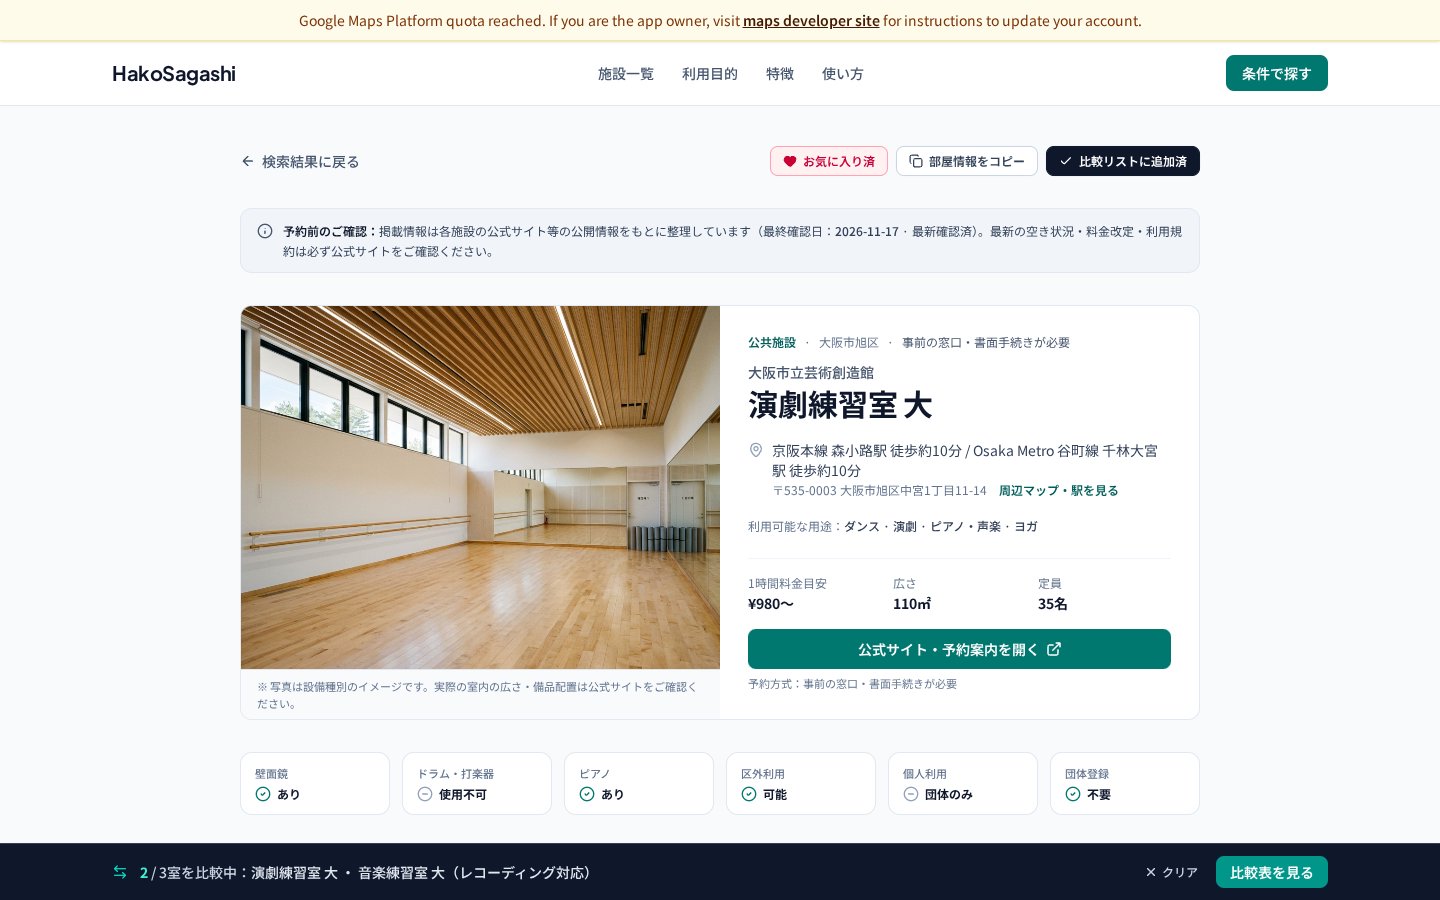 Google Maps Platform quota reached. If you are the app owner, visit maps developer site for instructions to update your account.
HakoSagashi
施設一覧
利用目的
特徴
使い方
条件で探す
検索結果に戻る
お気に入り済
部屋情報をコピー
比較リストに追加済
予約前のご確認：掲載情報は各施設の公式サイト等の公開情報をもとに整理しています（最終確認日：2026-11-17 · 最新確認済）。最新の空き状況・料金改定・利用規
約は必ず公式サイトをご確認ください。
公共施設 · 大阪市旭区 · 事前の窓口・書面手続きが必要
大阪市立芸術創造館
演劇練習室 大
京阪本線 森小路駅 徒歩約10分 / Osaka Metro 谷町線 千林大宮
駅 徒歩約10分
〒535-0003 大阪市旭区中宮1丁目11-14 周辺マップ・駅を見る
利用可能な用途：ダンス · 演劇 · ピアノ・声楽 · ヨガ
1時間料金目安
¥980〜
広さ
110㎡
定員
35名
公式サイト・予約案内を開く
予約方式：事前の窓口・書面手続きが必要
※ 写真は設備種別のイメージです。実際の室内の広さ・備品配置は公式サイトをご確認く
ださい。
壁面鏡
あり
ドラム・打楽器
使用不可
ピアノ
あり
区外利用
可能
個人利用
団体のみ
団体登録
不要
2 / 3室を比較中：演劇練習室 大 ・ 音楽練習室 大（レコーディング対応）
クリア
比較表を見る